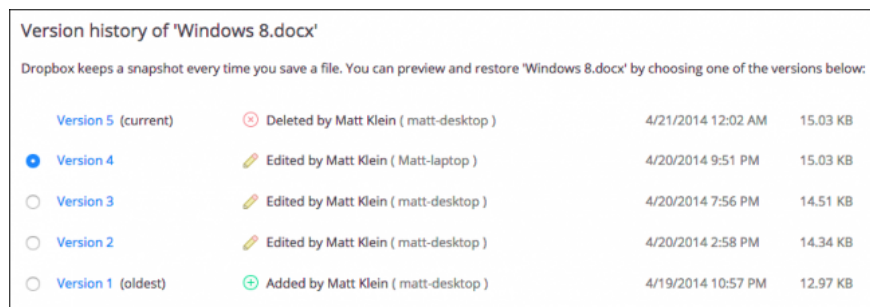 Version history of 'Windows 8.docx'
Dropbox keeps a snapshot every time you save a file. You can preview and restore 'Windows 8.docx' by choosing one of the versions below:
Version 5 (current) Deleted by Matt Klein ( matt-desktop ) 4/21/2014 12:02 AM 15.03 KB
Version 4 Edited by Matt Klein ( Matt-laptop ) 4/20/2014 9:51 PM 15.03 KB
Version 3 Edited by Matt Klein ( matt-desktop ) 4/20/2014 7:56 PM 14.51 KB
Version 2 Edited by Matt Klein ( matt-desktop ) 4/20/2014 2:58 PM 14.34 KB
Version 1 (oldest) Added by Matt Klein ( matt-desktop ) 4/19/2014 10:57 PM 12.97 KB